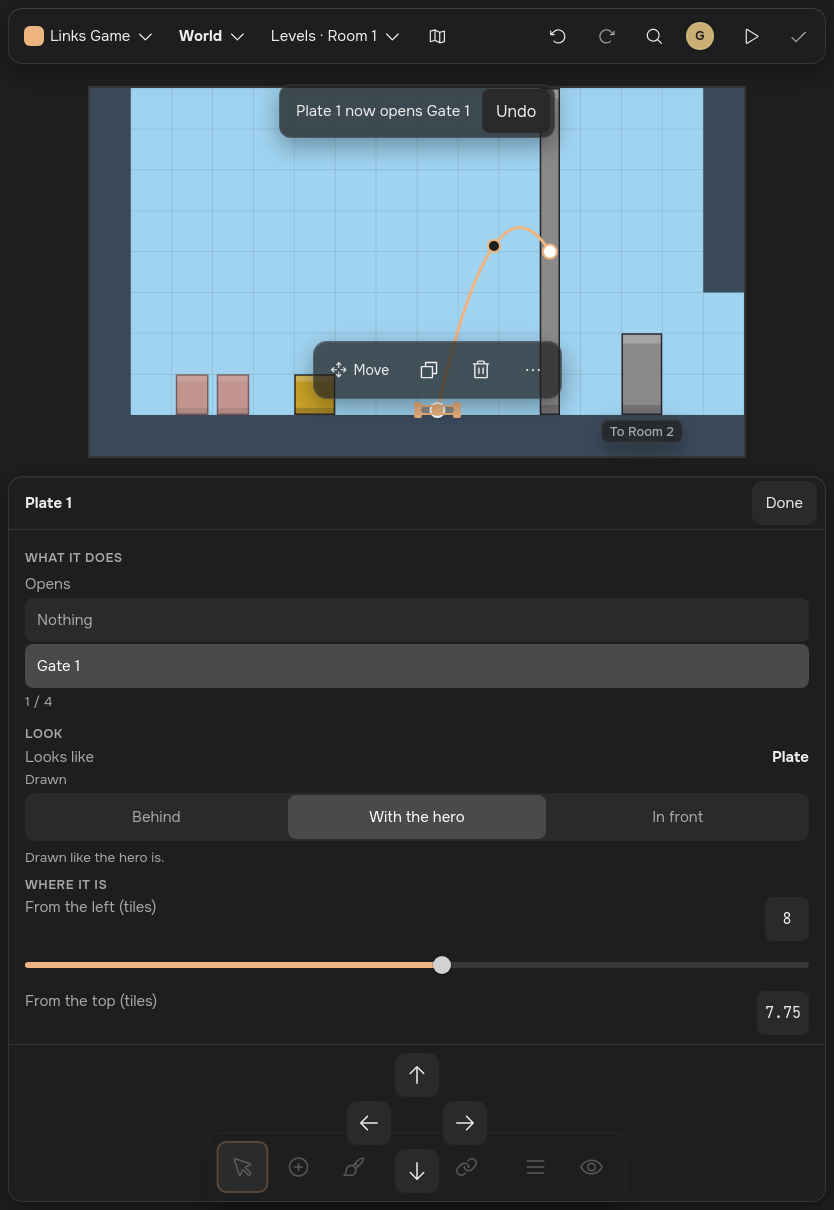 Links Game
World
Levels · Room 1
G
Plate 1 now opens Gate 1
Undo
Move
To Room 2
Plate 1
Done
WHAT IT DOES
Opens
Nothing
Gate 1
1 / 4
LOOK
Looks like
Plate
Drawn
Behind
With the hero
In front
Drawn like the hero is.
WHERE IT IS
From the left (tiles)
8
From the top (tiles)
7.75